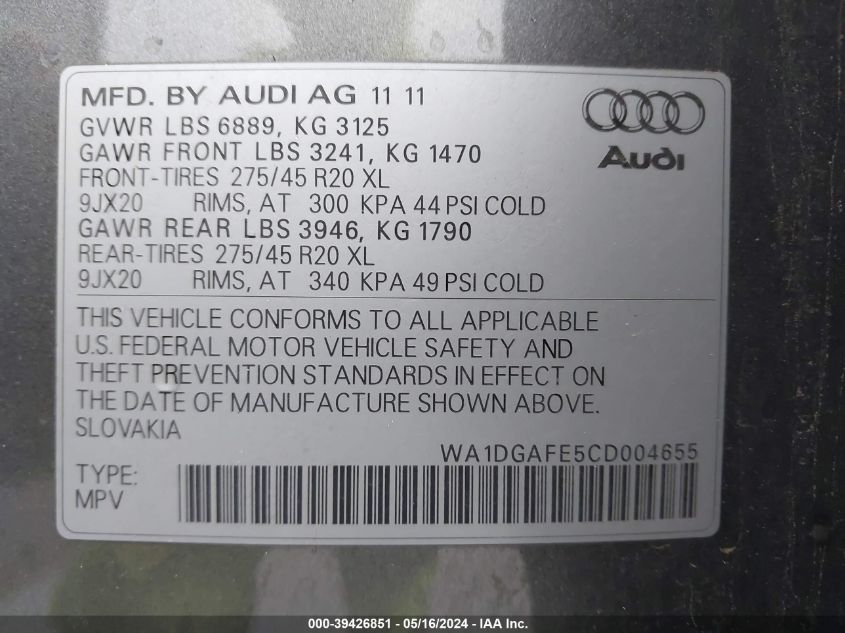 MFD. BY AUDI AG 11 11
GVWR LBS 6889, KG 3125
GAWR FRONT LBS 3241, KG 1470
FRONT-TIRES 275/45 R20 XL
9JX20 RIMS, AT 300 KPA 44 PSI COLD
GAWR REAR LBS 3946, KG 1790
REAR-TIRES 275/45 R20 XL
9JX20 RIMS, AT 340 KPA 49 PSI COLD
Audi
THIS VEHICLE CONFORMS TO ALL APPLICABLE
U.S. FEDERAL MOTOR VEHICLE SAFETY AND
THEFT PREVENTION STANDARDS IN EFFECT ON
THE DATE OF MANUFACTURE SHOWN ABOVE.
SLOVAKIA
WA1DGAFE5CD004655
TYPE:
MPV
000-39426851 - 05/16/2024 - IAA Inc.